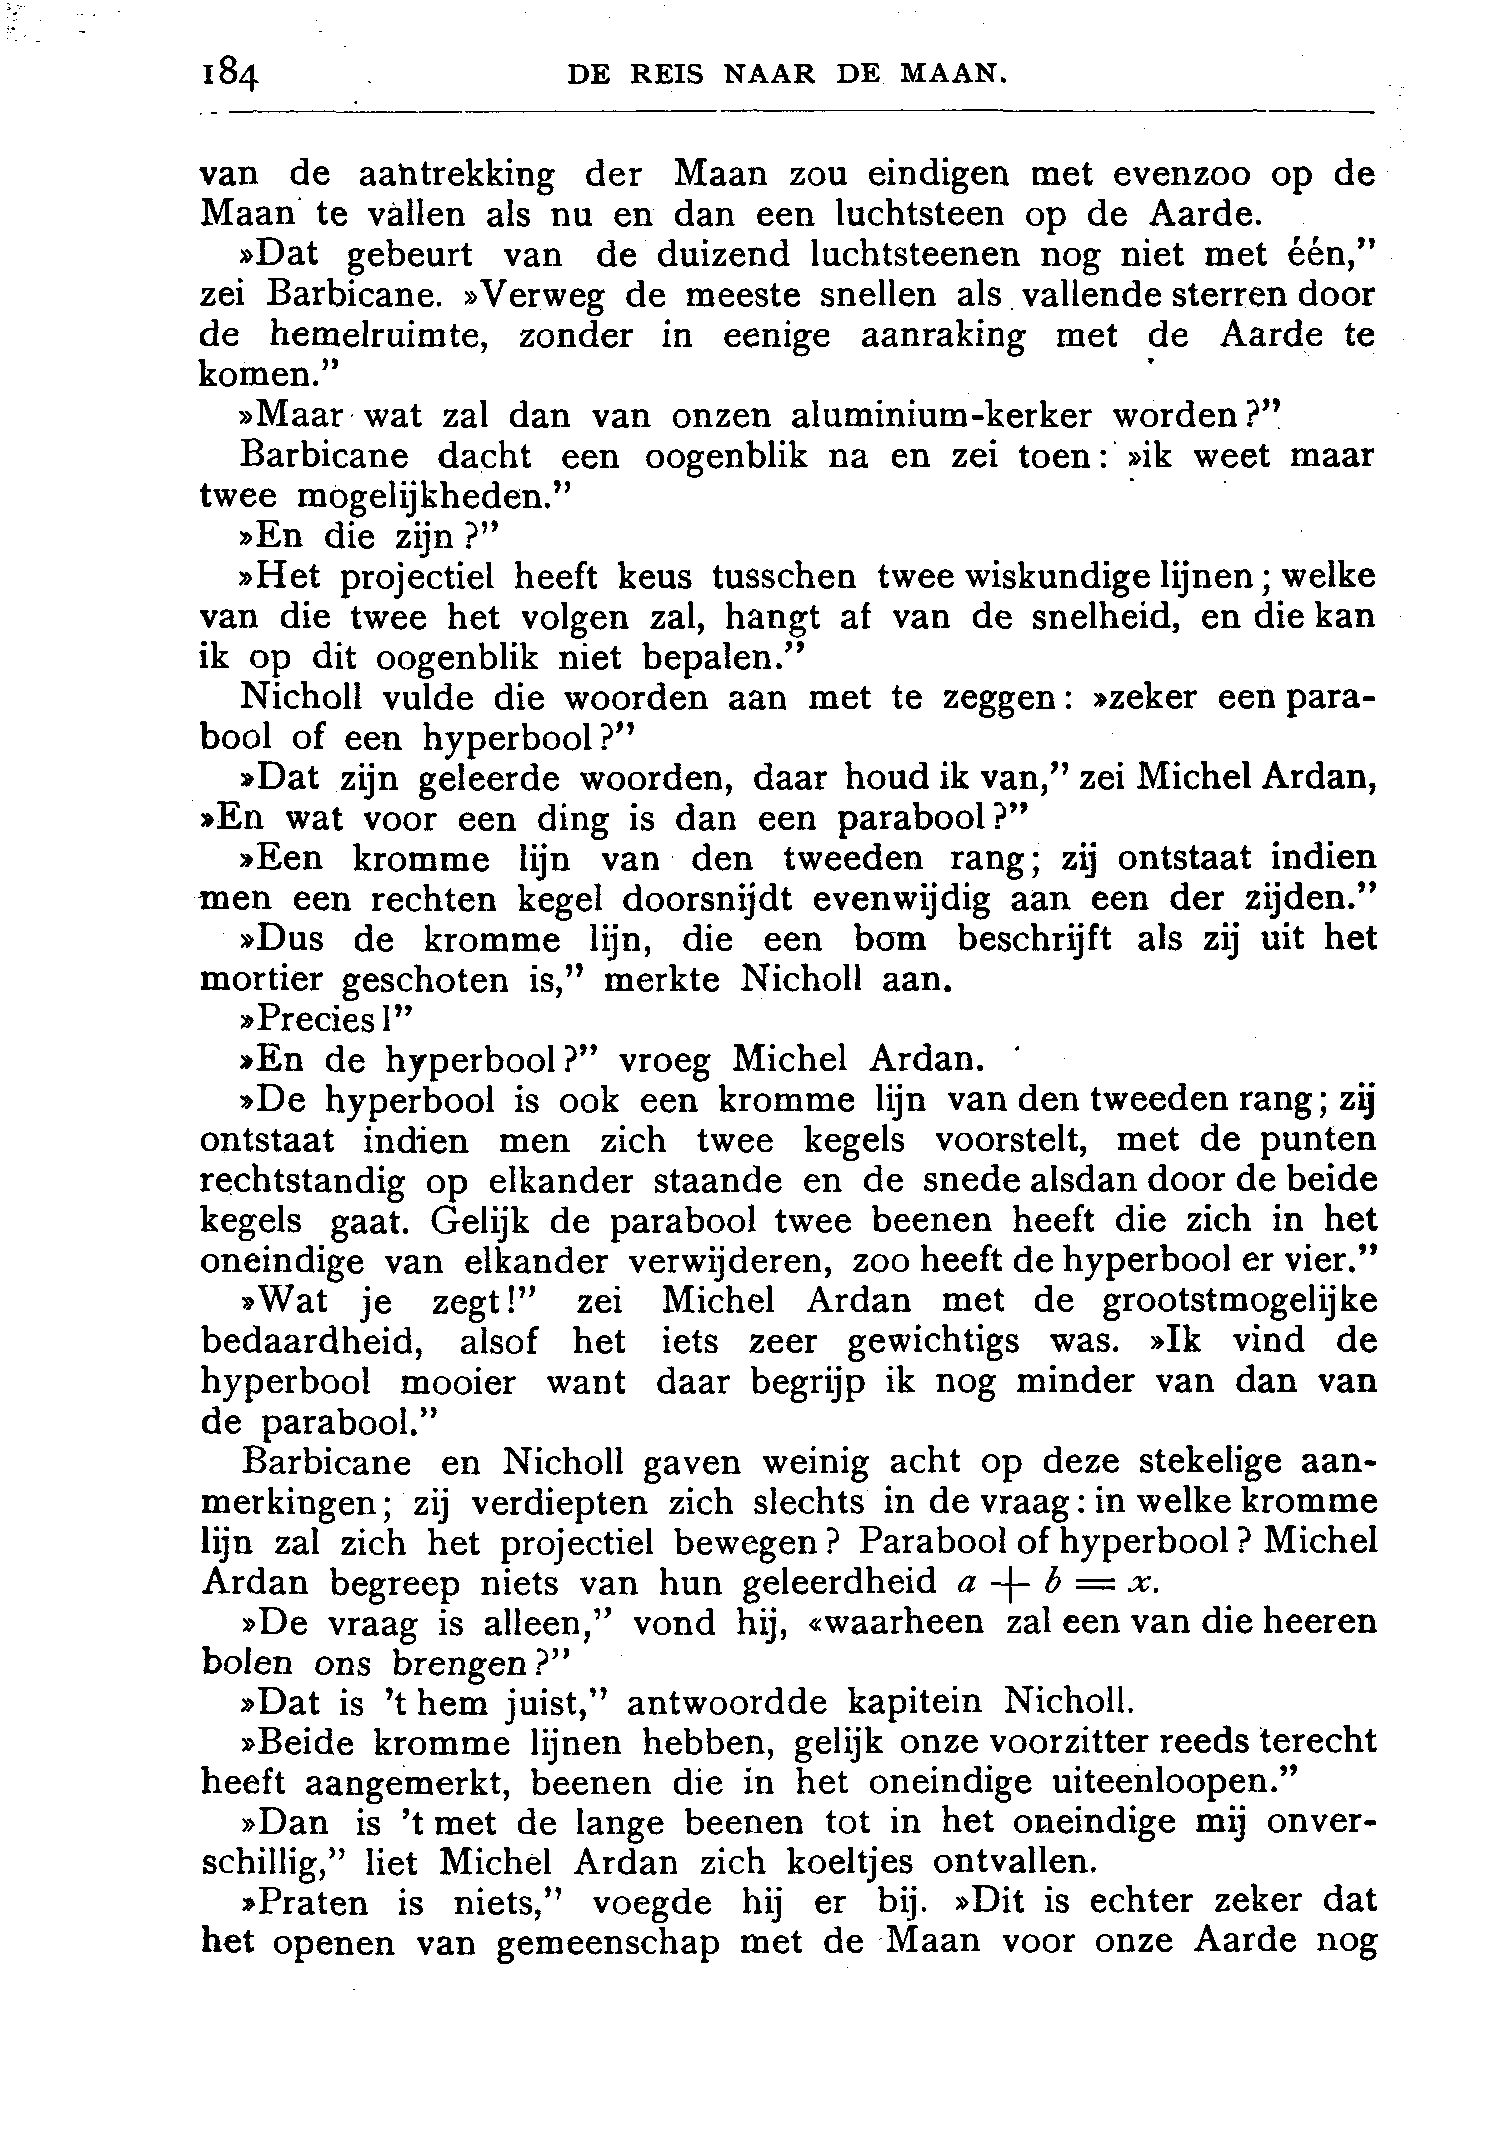 184 DE REIS NAAR DE MAAN.
van de aantrekking der Maan zou eindigen met evenzoo op de
Maan te vallen als nu en dan een luchtsteen op de Aarde.
»Dat gebeurt van de duizend luchtsteenen nog niet met één,”
zei Barbicane. »Verweg de meeste snellen als vallende sterren door
de hemelruimte, zonder in eenige aanraking met de Aarde te
komen.”
»Maar wat zal dan van onzen aluminium-kerker worden?”
Barbicane dacht een oogenblik na en zei toen: »ik weet maar
twee mogelijkheden.”
»En die zijn?”
»Het projectiel heeft keus tusschen twee wiskundige lijnen; welke
van die twee het volgen zal, hangt af van de snelheid, en die kan
ik op dit oogenblik niet bepalen.”
Nicholl vulde die woorden aan met te zeggen: »zeker een para-
bool of een hyperbool?”
»Dat zijn geleerde woorden, daar houd ik van,” zei Michel Ardan,
»En wat voor een ding is dan een parabool?”
»Een kromme lijn van den tweeden rang; zij ontstaat indien
men een rechten kegel doorsnijdt evenwijdig aan een der zijden.”
»Dus de kromme lijn, die een bom beschrijft als zij uit het
mortier geschoten is,” merkte Nicholl aan.
»Precies!”
»En de hyperbool?” vroeg Michel Ardan.
»De hyperbool is ook een kromme lijn van den tweeden rang; zij
ontstaat indien men zich twee kegels voorstelt, met de punten
rechtstandig op elkander staande en de snede alsdan door de beide
kegels gaat. Gelijk de parabool twee beenen heeft die zich in het
oneindige van elkander verwijderen, zoo heeft de hyperbool er vier.”
»Wat je zegt!” zei Michel Ardan met de grootstmogelijke
bedaardheid, alsof het iets zeer gewichtigs was. »Ik vind de
hyperbool mooier want daar begrijp ik nog minder van dan van
de parabool.”
Barbicane en Nicholl gaven weinig acht op deze stekelige aan-
merkingen; zij verdiepten zich slechts in de vraag: in welke kromme
lijn zal zich het projectiel bewegen? Parabool of hyperbool? Michel
Ardan begreep niets van hun geleerdheid a + b = x.
»De vraag is alleen,” vond hij, «waarheen zal een van die heeren
bolen ons brengen?”
»Dat is ’t hem juist,” antwoordde kapitein Nicholl.
»Beide kromme lijnen hebben, gelijk onze voorzitter reeds terecht
heeft aangemerkt, beenen die in het oneindige uiteenloopen.”
»Dan is ’t met de lange beenen tot in het oneindige mij onver-
schillig,” liet Michel Ardan zich koeltjes ontvallen.
»Praten is niets,” voegde hij er bij. »Dit is echter zeker dat
het openen van gemeenschap met de Maan voor onze Aarde nog